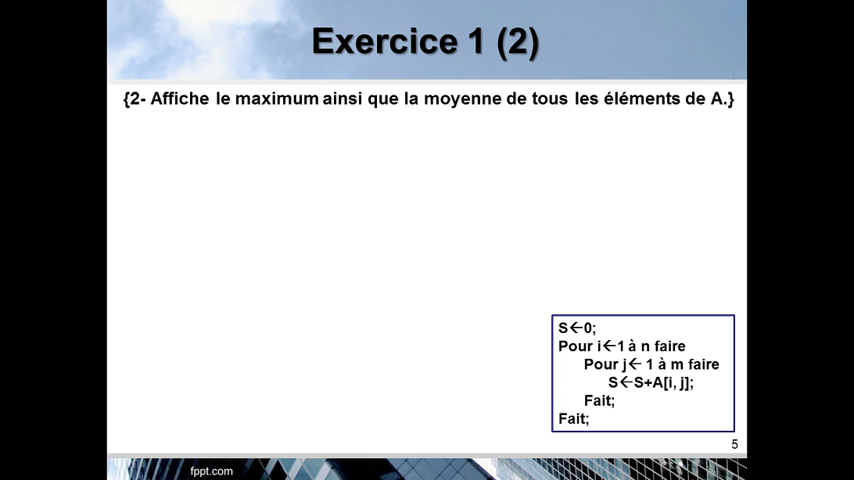 Exercice 1 (2)
{2- Affiche le maximum ainsi que la moyenne de tous les éléments de A.}
S←0;
Pour i←1 à n faire
Pour j← 1 à m faire
S←S+A[i, j];
Fait;
Fait;
5
fppt.com